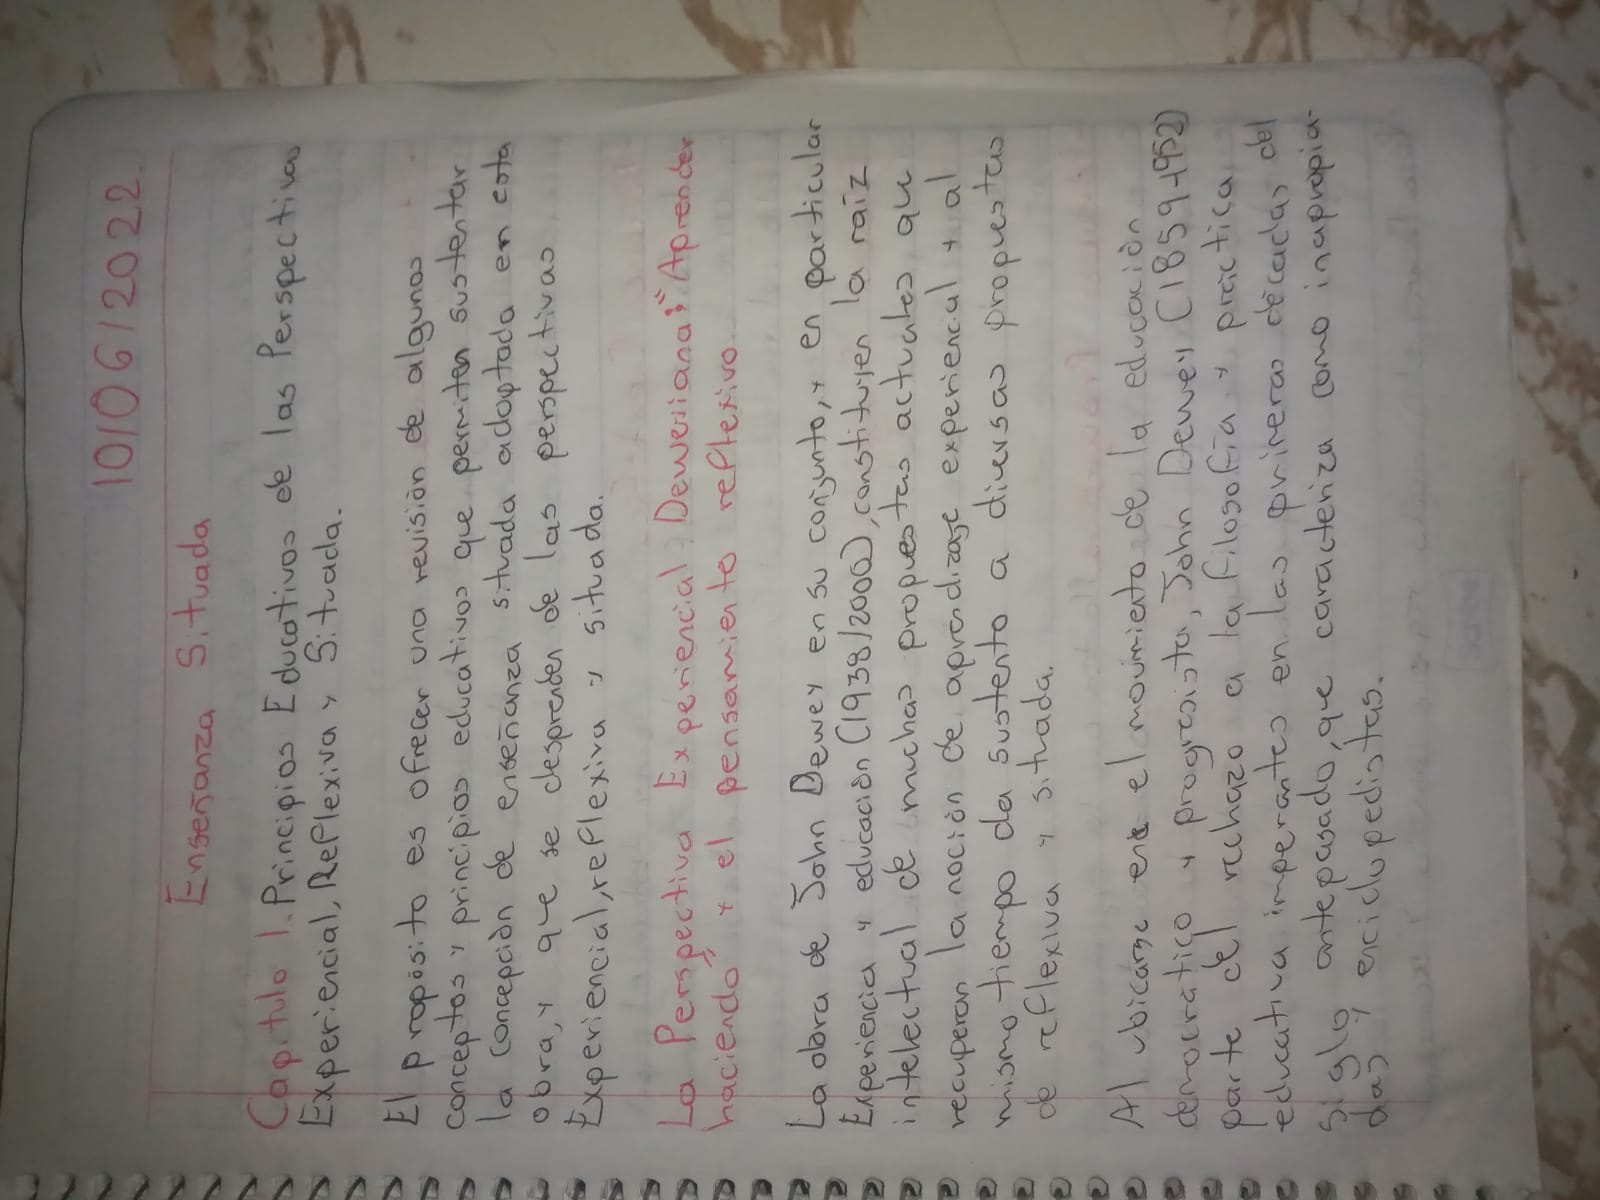 10/06/2022.
Enseñanza Situada
Capitulo 1. Principios Educativos de las Perspectivas
Experiencial, Reflexiva y Situada.
El propósito es ofrecer una revisión de algunos
conceptos y principios educativos que permiten sustentar
la concepción de enseñanza situada adoptada en esta
obra, y que se desprenden de las perspectivas
Experiencial, reflexiva y situada.
La Perspectiva Experiencial Deweyiana: "Aprender
haciendo" y el pensamiento reflexivo.
La obra de John Dewey en su conjunto, y en particular
Experiencia y educación (1938/2000), constituyen la raíz
intelectual de muchas propuestas actuales que
recuperan la noción de aprendizaje experiencial y al
mismo tiempo da sustento a diversas propuestas
de reflexiva y situada.
Al ubicarse en el movimiento de la educación
democrático y progresista, John Dewey (1859-1952)
parte del rechazo a la filosofía y práctica
educativa imperantes en las primeras décadas del
siglo antepasado, que caracteriza como inapropia-
das y enciclopedistas.